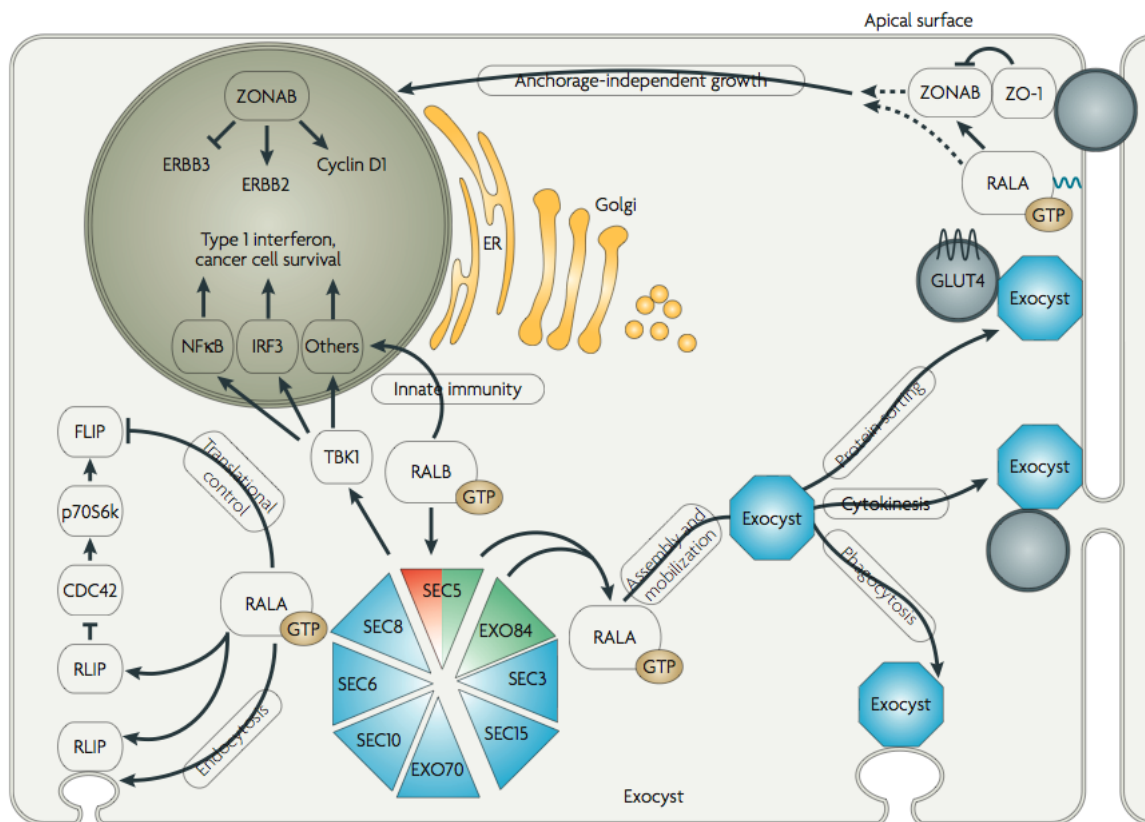 Apical surface
Anchorage-independent growth
ZONAB
ZO-1
RALA
GTP
ZONAB
ERBB3
ERBB2
Cyclin D1
Golgi
ER
Type 1 interferon,
cancer cell survival
GLUT4
Exocyst
NFκB
IRF3
Others
Innate immunity
Protein sorting
FLIP
Translational
control
TBK1
RALB
GTP
Exocyst
p70S6k
Exocyst
Cytokinesis
Assembly and
mobilization
Phagocytosis
CDC42
RALA
GTP
SEC5
SEC8
EXO84
RALA
GTP
RLIP
SEC6
SEC3
Exocyst
RLIP
Endocytosis
SEC10
SEC15
EXO70
Exocyst